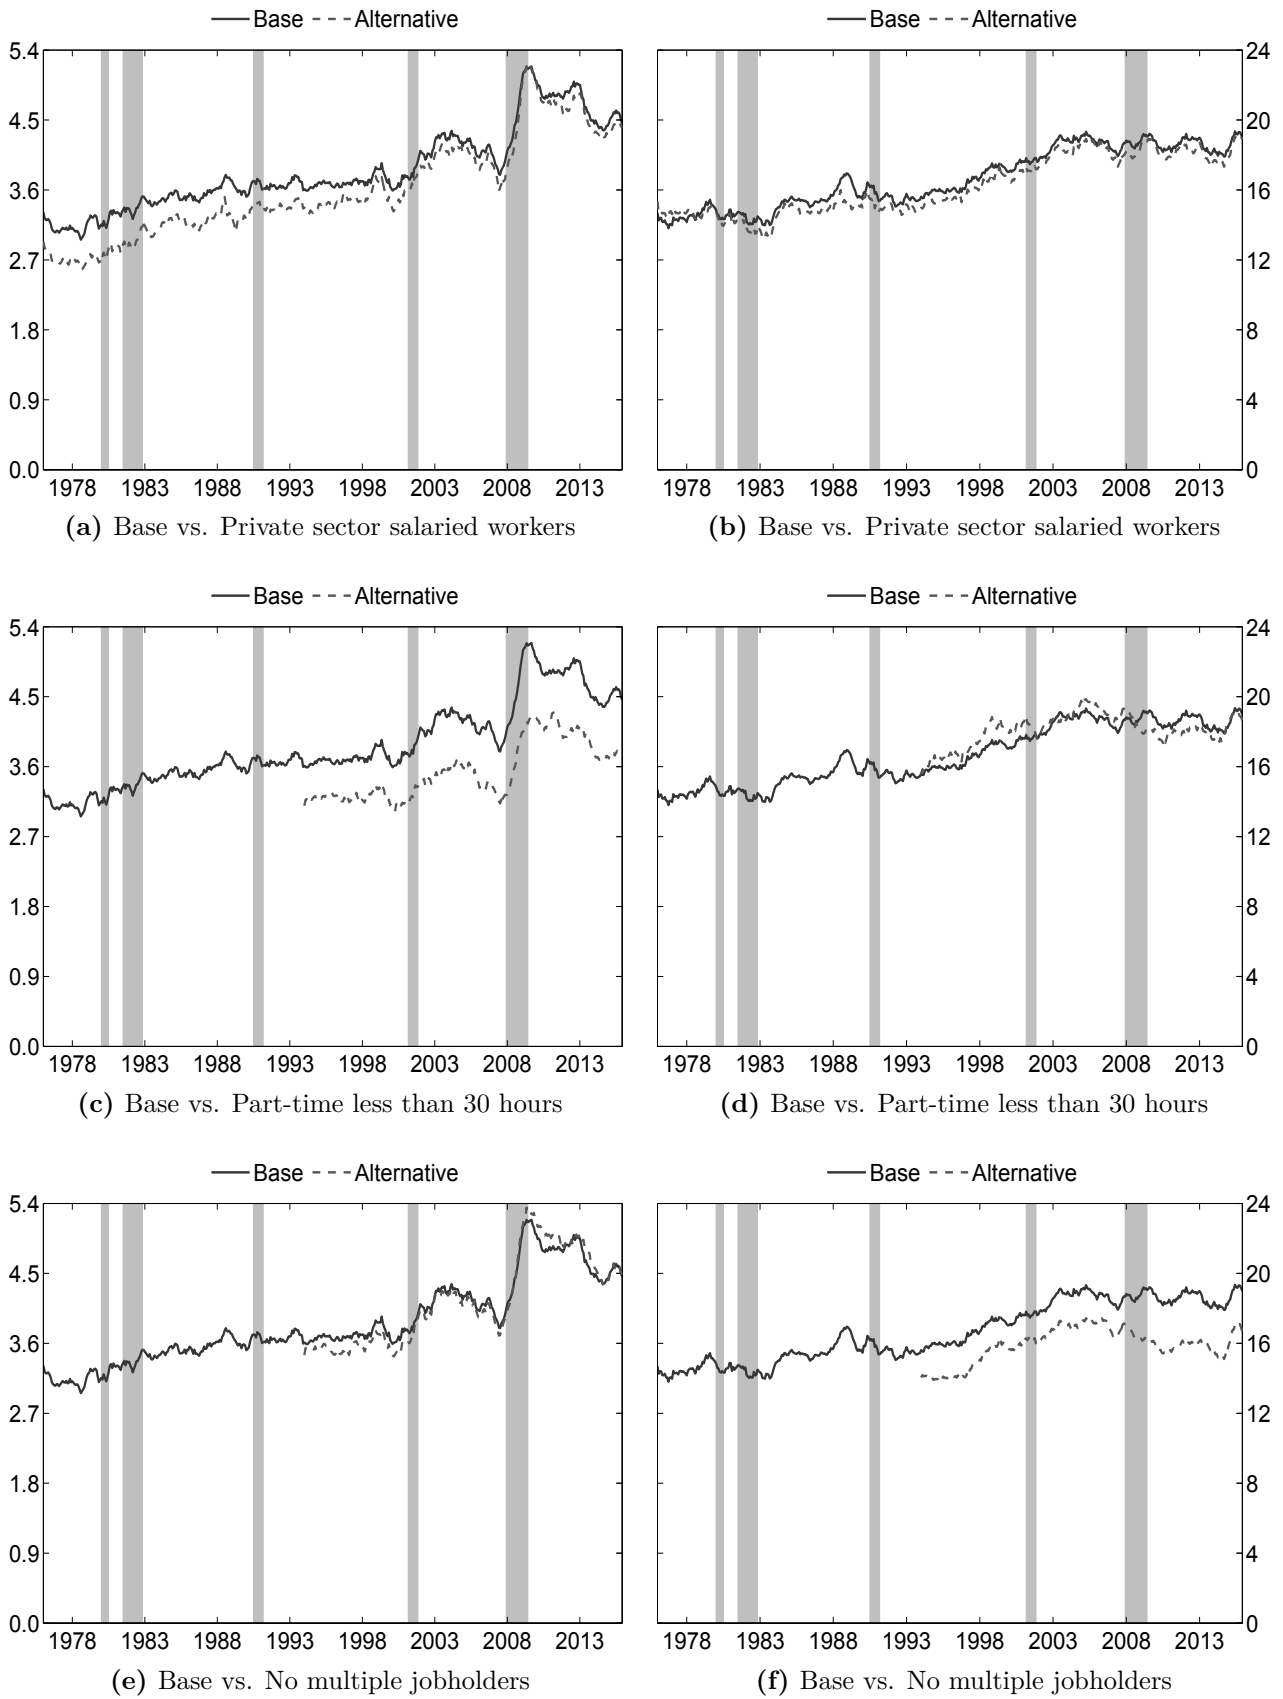 Base Alternative
Base Alternative
5.4
4.5
3.6
2.7
1.8
0.9
0.0
24
20
16
12
8
4
0
1978 1983 1988 1993 1998 2003 2008 2013
1978 1983 1988 1993 1998 2003 2008 2013
(a) Base vs. Private sector salaried workers
(b) Base vs. Private sector salaried workers
Base Alternative
Base Alternative
5.4
4.5
3.6
2.7
1.8
0.9
0.0
24
20
16
12
8
4
0
1978 1983 1988 1993 1998 2003 2008 2013
1978 1983 1988 1993 1998 2003 2008 2013
(c) Base vs. Part-time less than 30 hours
(d) Base vs. Part-time less than 30 hours
Base Alternative
Base Alternative
5.4
4.5
3.6
2.7
1.8
0.9
0.0
24
20
16
12
8
4
0
1978 1983 1988 1993 1998 2003 2008 2013
1978 1983 1988 1993 1998 2003 2008 2013
(e) Base vs. No multiple jobholders
(f) Base vs. No multiple jobholders